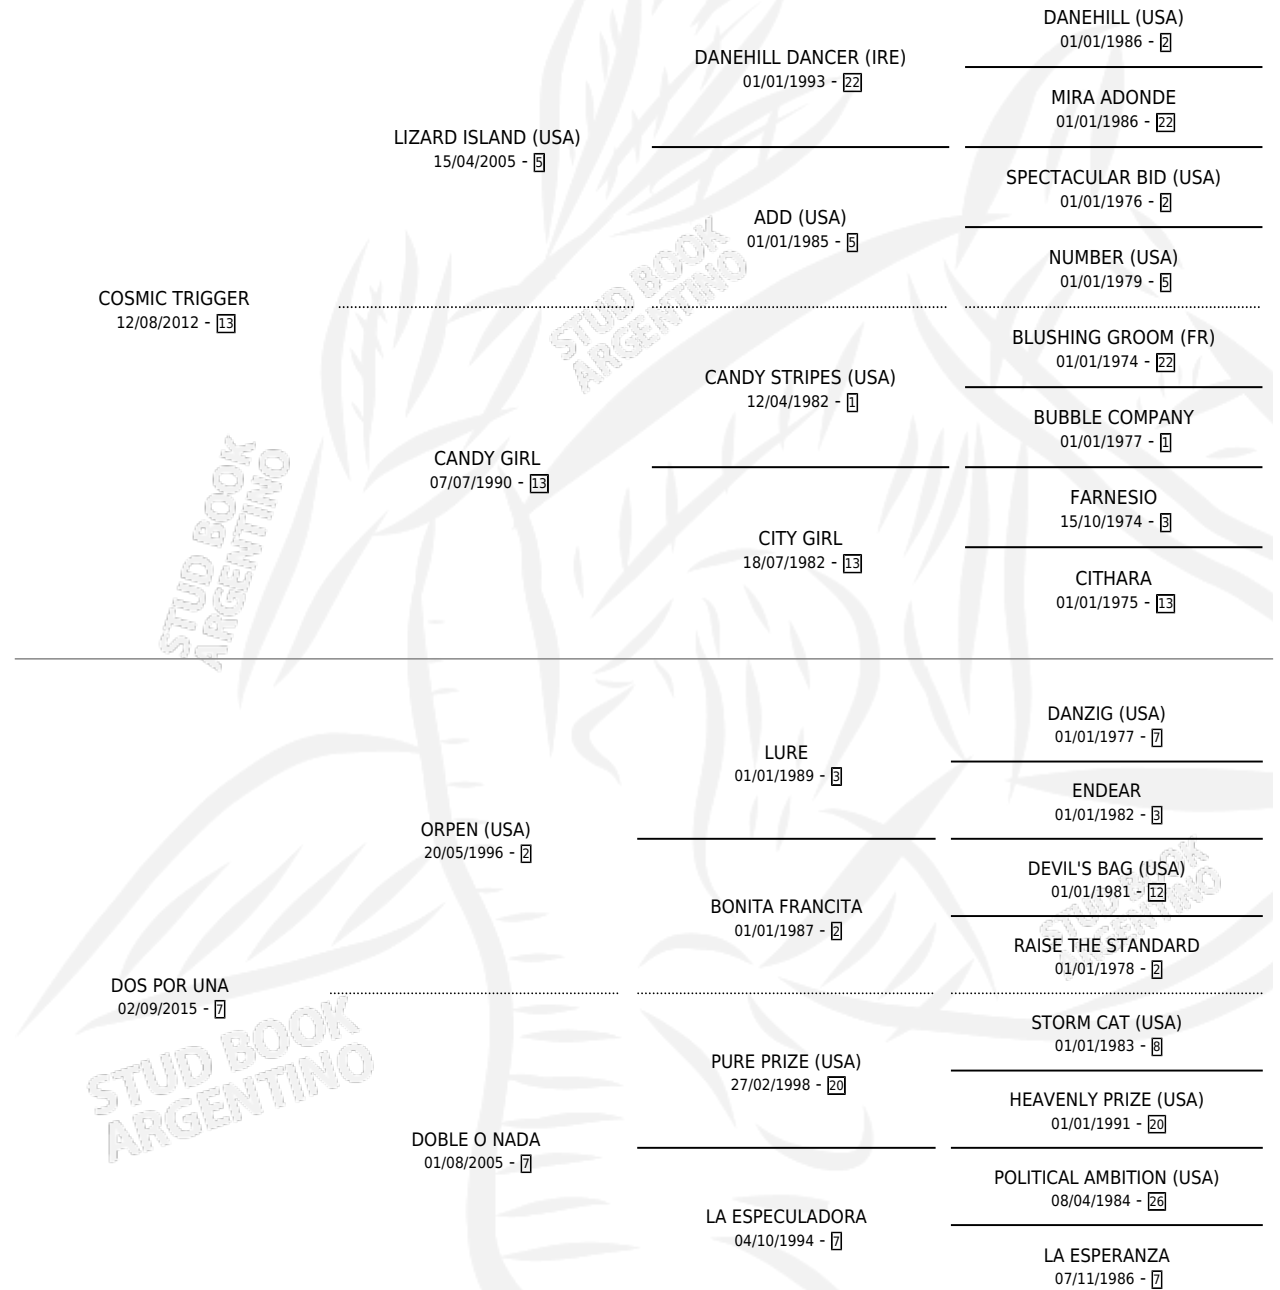 DANEHILL (USA)
01/01/1986 - 2
DANEHILL DANCER (IRE)
01/01/1993 - 22
MIRA ADONDE
01/01/1986 - 22
LIZARD ISLAND (USA)
15/04/2005 - 5
SPECTACULAR BID (USA)
01/01/1976 - 2
ADD (USA)
01/01/1985 - 5
NUMBER (USA)
01/01/1979 - 5
COSMIC TRIGGER
12/08/2012 - 13
BLUSHING GROOM (FR)
01/01/1974 - 22
CANDY STRIPES (USA)
12/04/1982 - 1
BUBBLE COMPANY
01/01/1977 - 1
CANDY GIRL
07/07/1990 - 13
FARNESIO
15/10/1974 - 3
CITY GIRL
18/07/1982 - 13
CITHARA
01/01/1975 - 13
STUD BOOK
ARGENTINO
STUD BOOK
ARGENTINO
DANZIG (USA)
01/01/1977 - 7
LURE
01/01/1989 - 3
ENDEAR
01/01/1982 - 3
ORPEN (USA)
20/05/1996 - 2
DEVIL'S BAG (USA)
01/01/1981 - 12
BONITA FRANCITA
01/01/1987 - 2
RAISE THE STANDARD
01/01/1978 - 2
DOS POR UNA
02/09/2015 - 7
STORM CAT (USA)
01/01/1983 - 8
PURE PRIZE (USA)
27/02/1998 - 20
HEAVENLY PRIZE (USA)
01/01/1991 - 20
DOBLE O NADA
01/08/2005 - 7
POLITICAL AMBITION (USA)
08/04/1984 - 26
LA ESPECULADORA
04/10/1994 - 7
LA ESPERANZA
07/11/1986 - 7
STUD BOOK
ARGENTINO
STUD BOOK
ARGENTINO